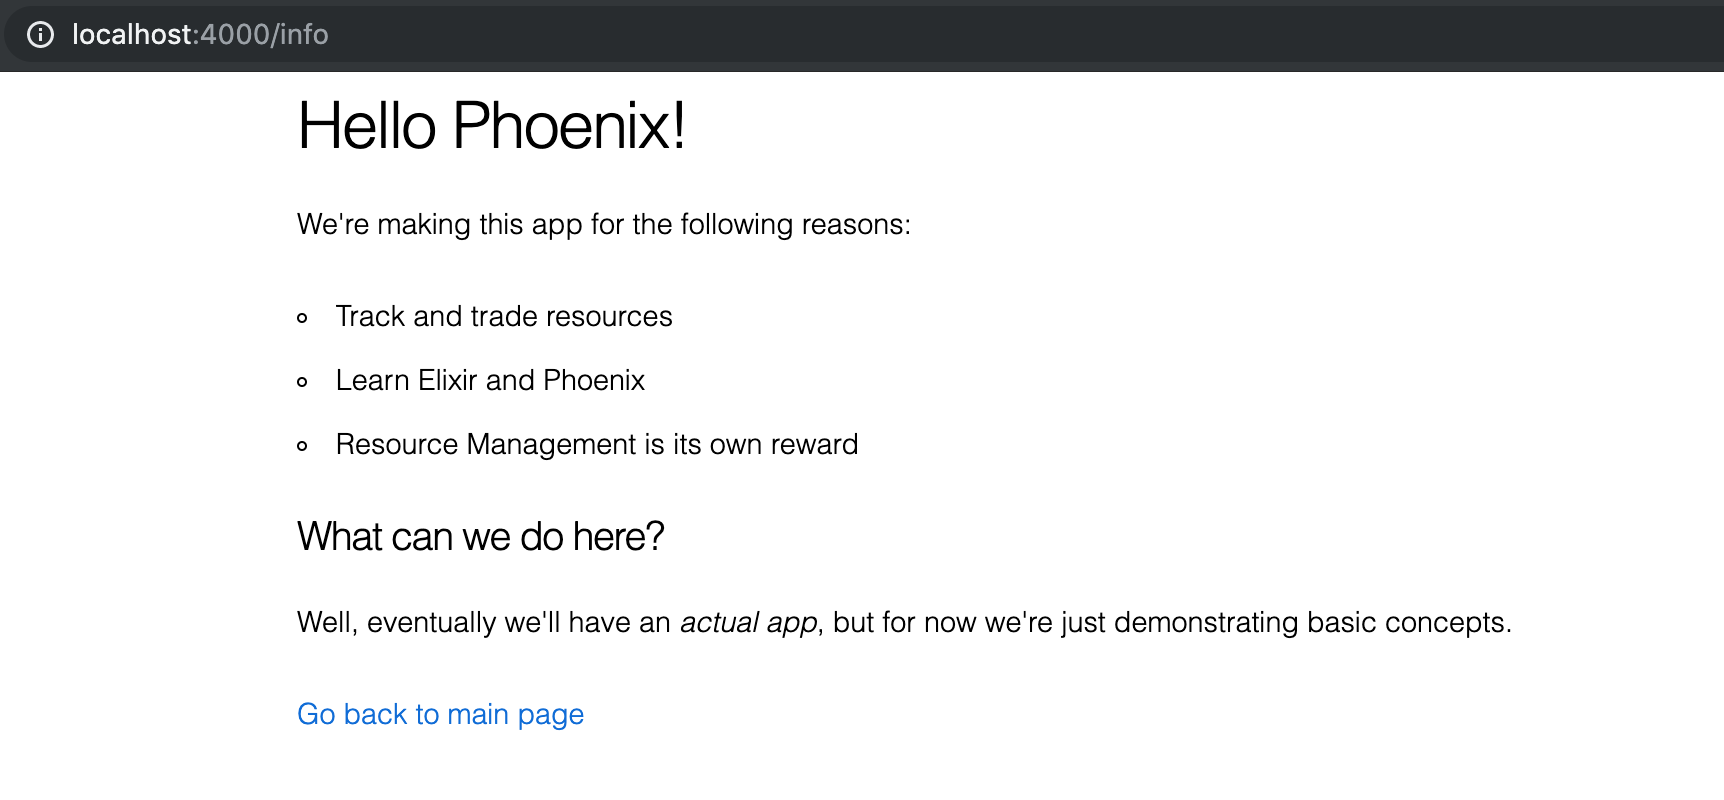 localhost:4000/info
Hello Phoenix!
We're making this app for the following reasons:
Track and trade resources
Learn Elixir and Phoenix
Resource Management is its own reward
What can we do here?
Well, eventually we'll have an actual app, but for now we're just demonstrating basic concepts.
Go back to main page